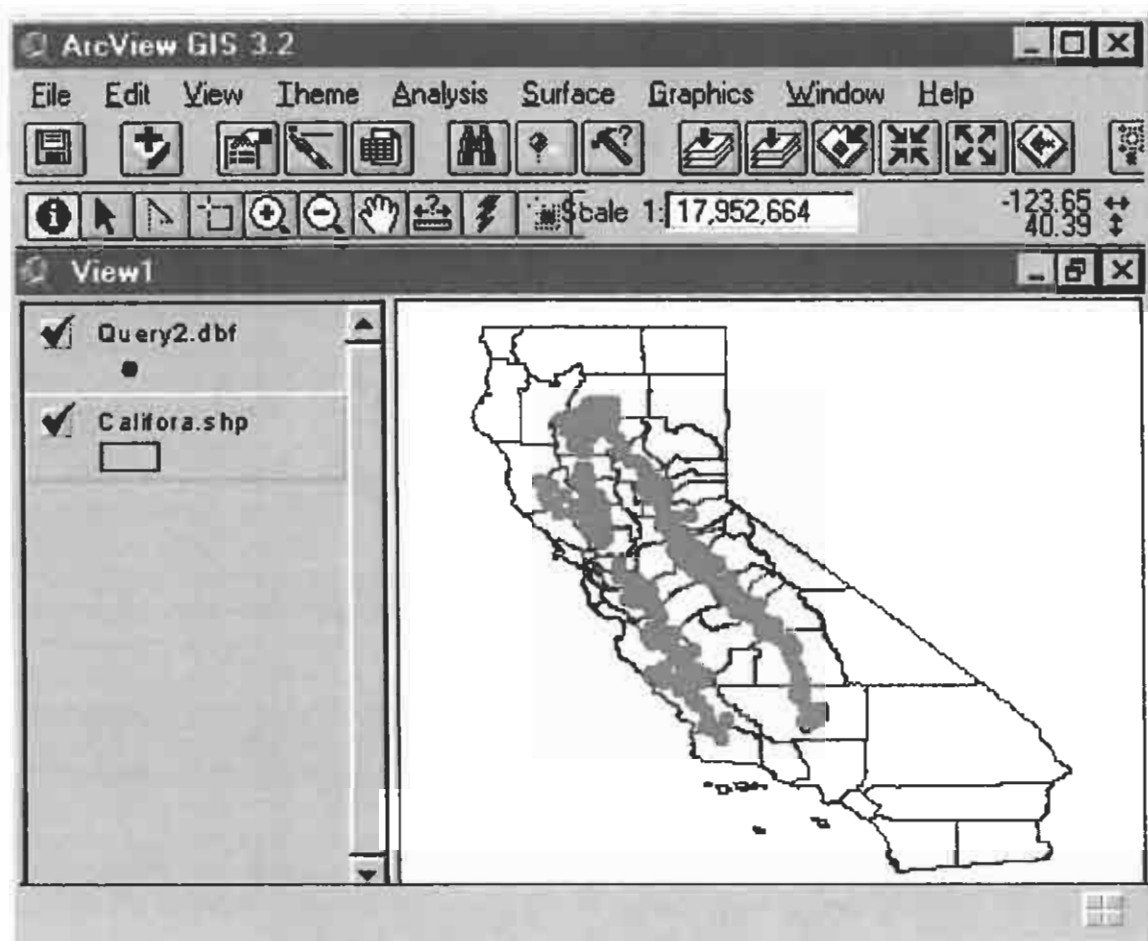 ArcView GIS 3.2
File Edit View Theme Analysis Surface Graphics Window Help
Scale 1: 17,952,664
-123.65
40.39
View1
Query2.dbf
Califora.shp